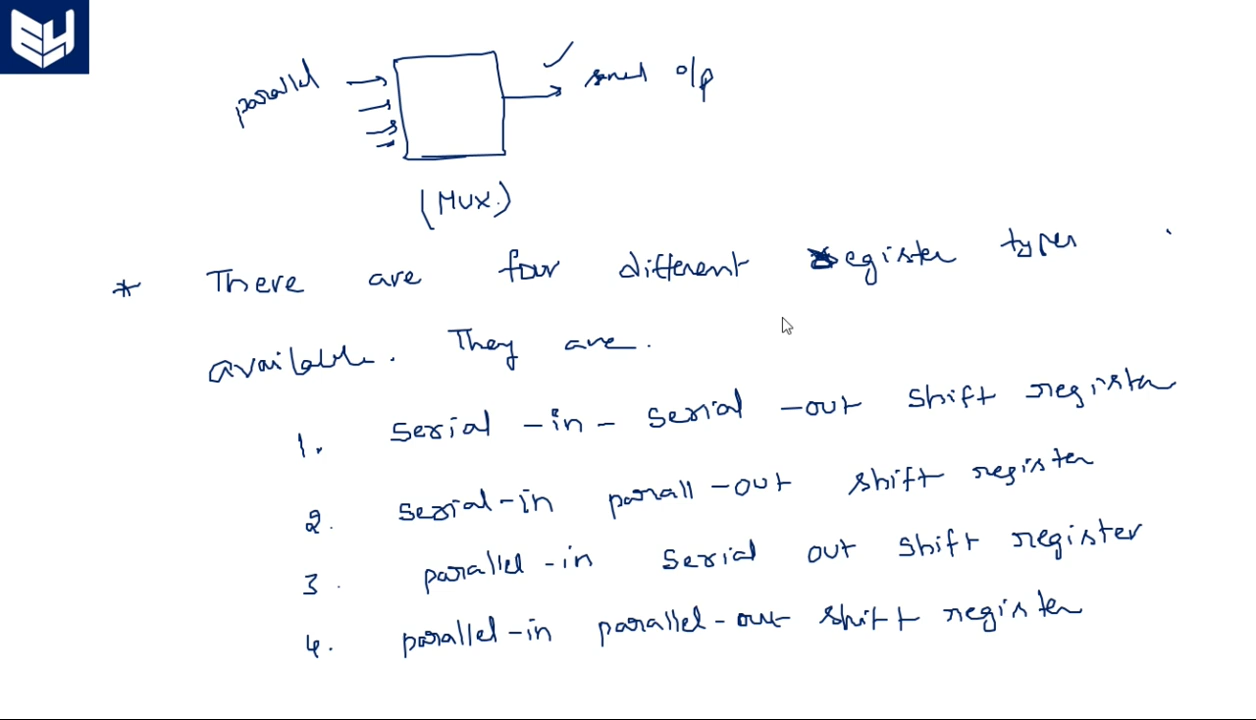 parallel
serial o/p
(MUX.)
* There are four different register types
available. They are.
1. Serial -in - serial -out shift register
2. serial-in parall -out shift register
3. parallel -in serial out shift register
4. parallel-in parallel-out shift register